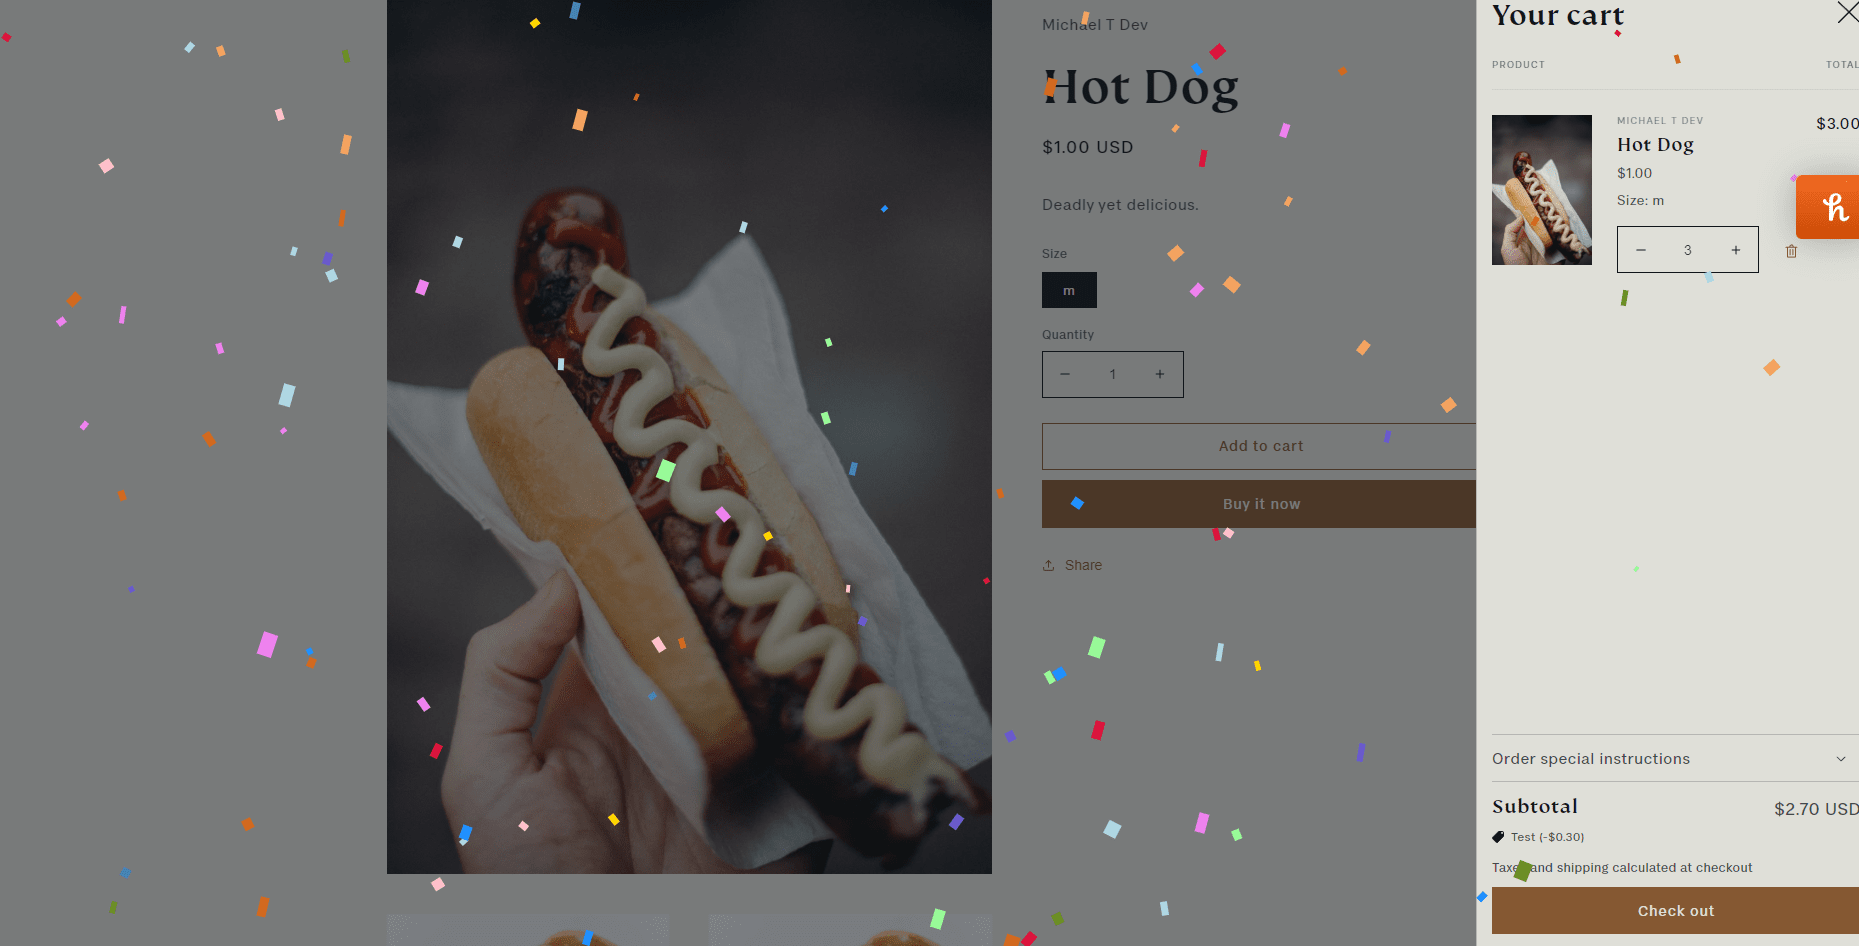 Michael T Dev
Hot Dog
$1.00 USD
Deadly yet delicious.
Size
m
Quantity
− 1 +
Add to cart
Buy it now
Share
Your cart
PRODUCT TOTAL
MICHAEL T DEV $3.00
Hot Dog
$1.00
Size: m
− 3 +
h
Order special instructions
Subtotal $2.70 USD
Test (-$0.30)
Taxes and shipping calculated at checkout
Check out